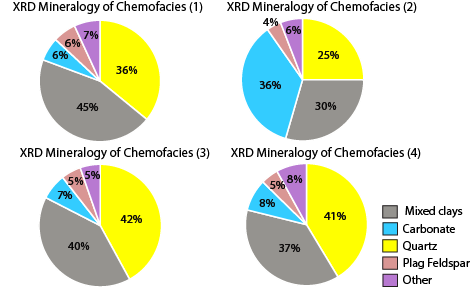 XRD Mineralogy of Chemofacies (1)
7%
6%
6%
36%
45%
XRD Mineralogy of Chemofacies (2)
4%
6%
25%
36%
30%
XRD Mineralogy of Chemofacies (3)
5%
5%
7%
42%
40%
XRD Mineralogy of Chemofacies (4)
8%
5%
8%
41%
37%
Mixed clays
Carbonate
Quartz
Plag Feldspar
Other